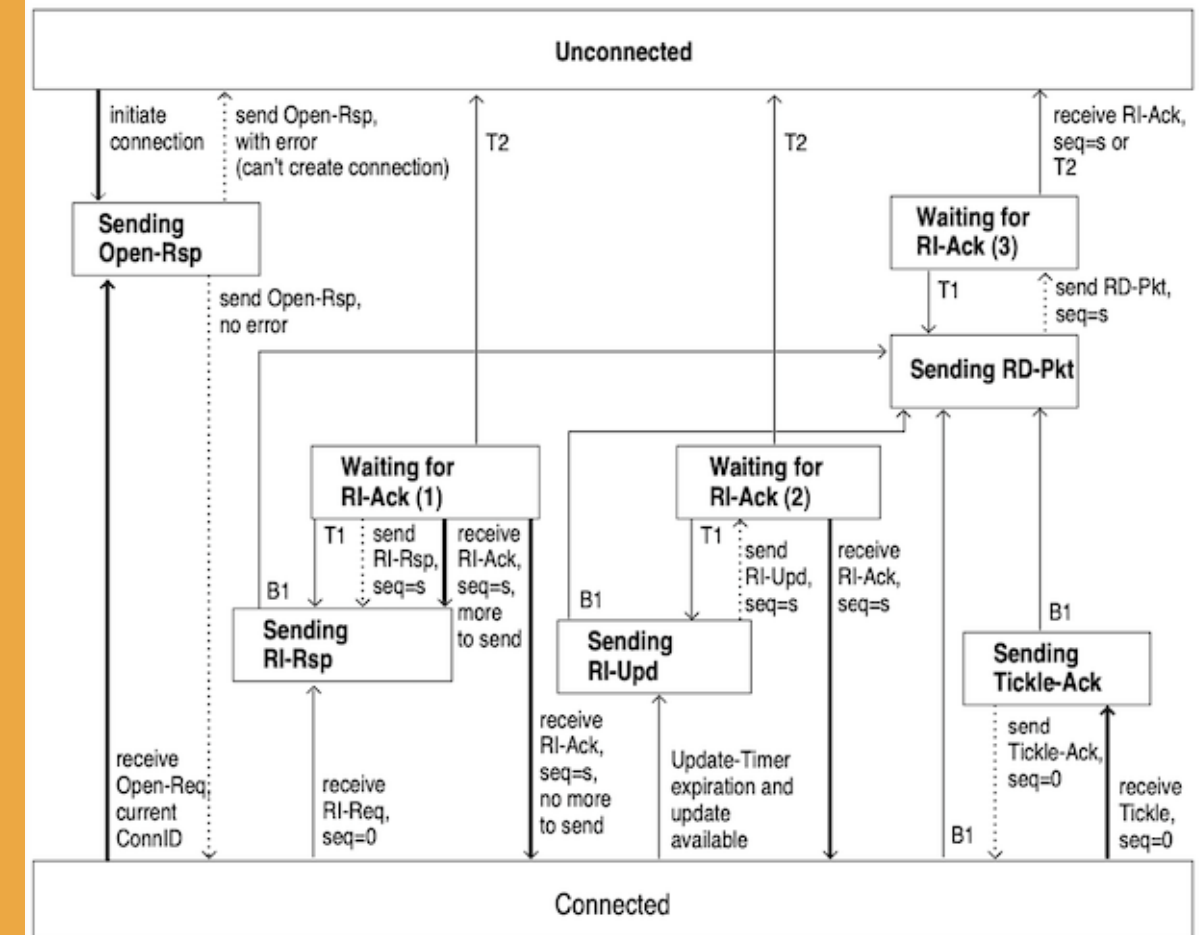 Unconnected
initiate
connection
send Open-Rsp,
with error
(can't create connection)
T2
T2
receive RI-Ack,
seq=s or
T2
Sending
Open-Rsp
Waiting for
RI-Ack (3)
send Open-Rsp,
no error
T1
send RD-Pkt,
seq=s
Sending RD-Pkt
Waiting for
RI-Ack (1)
Waiting for
RI-Ack (2)
T1
send
RI-Rsp,
seq=s
receive
RI-Ack,
seq=s,
more
to send
T1
send
RI-Upd,
seq=s
receive
RI-Ack,
seq=s
B1
B1
B1
Sending
RI-Rsp
Sending
RI-Upd
Sending
Tickle-Ack
receive
Open-Req,
current
ConnID
receive
RI-Req,
seq=0
receive
RI-Ack,
seq=s,
no more
to send
Update-Timer
expiration and
update
available
B1
send
Tickle-Ack,
seq=0
receive
Tickle,
seq=0
Connected